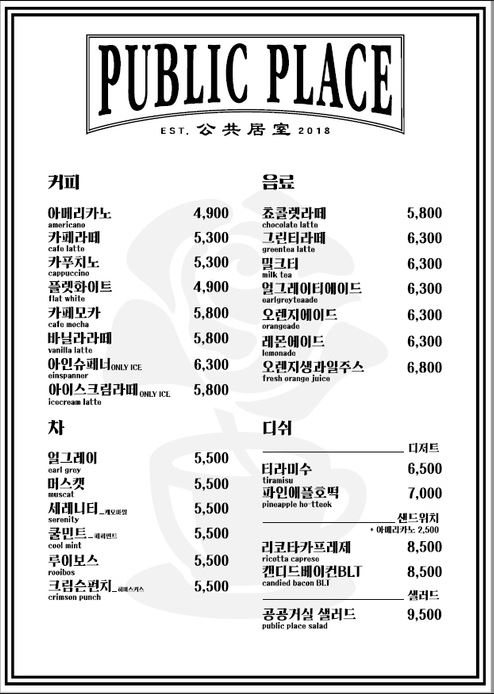 PUBLIC PLACE
EST. 公共居室 2018
커피
아메리카노 4,900
americano
카페라떼 5,300
cafe latte
카푸치노 5,300
cappuccino
플랫화이트 4,900
flat white
카페모카 5,800
cafe mocha
바닐라라떼 5,800
vanilla latte
아인슈페너ONLY ICE 6,300
einspanner
아이스크림라떼ONLY ICE 5,800
icecream latte
차
얼그레이 5,500
earl grey
머스캣 5,500
muscat
세레니티_캐모마일 5,500
serenity
쿨민트_페퍼민트 5,500
cool mint
루이보스 5,500
rooibos
크림슨펀치_히비스커스 5,500
crimson punch
음료
쵸콜렛라떼 5,800
chocolate latte
그린티라떼 6,300
greentea latte
밀크티 6,300
milk tea
얼그레이티에이드 6,300
earlgreyteaade
오렌지에이드 6,300
orangeade
레몬에이드 6,300
lemonade
오렌지생과일주스 6,800
fresh orange juice
디쉬
디저트
티라미수 6,500
tiramisu
파인애플호떡 7,000
pineapple ho-tteok
샌드위치
+ 아메리카노 2,500
리코타카프레제 8,500
ricotta caprese
캔디드베이컨BLT 8,500
candied bacon BLT
샐러드
공공거실 샐러드 9,500
public place salad